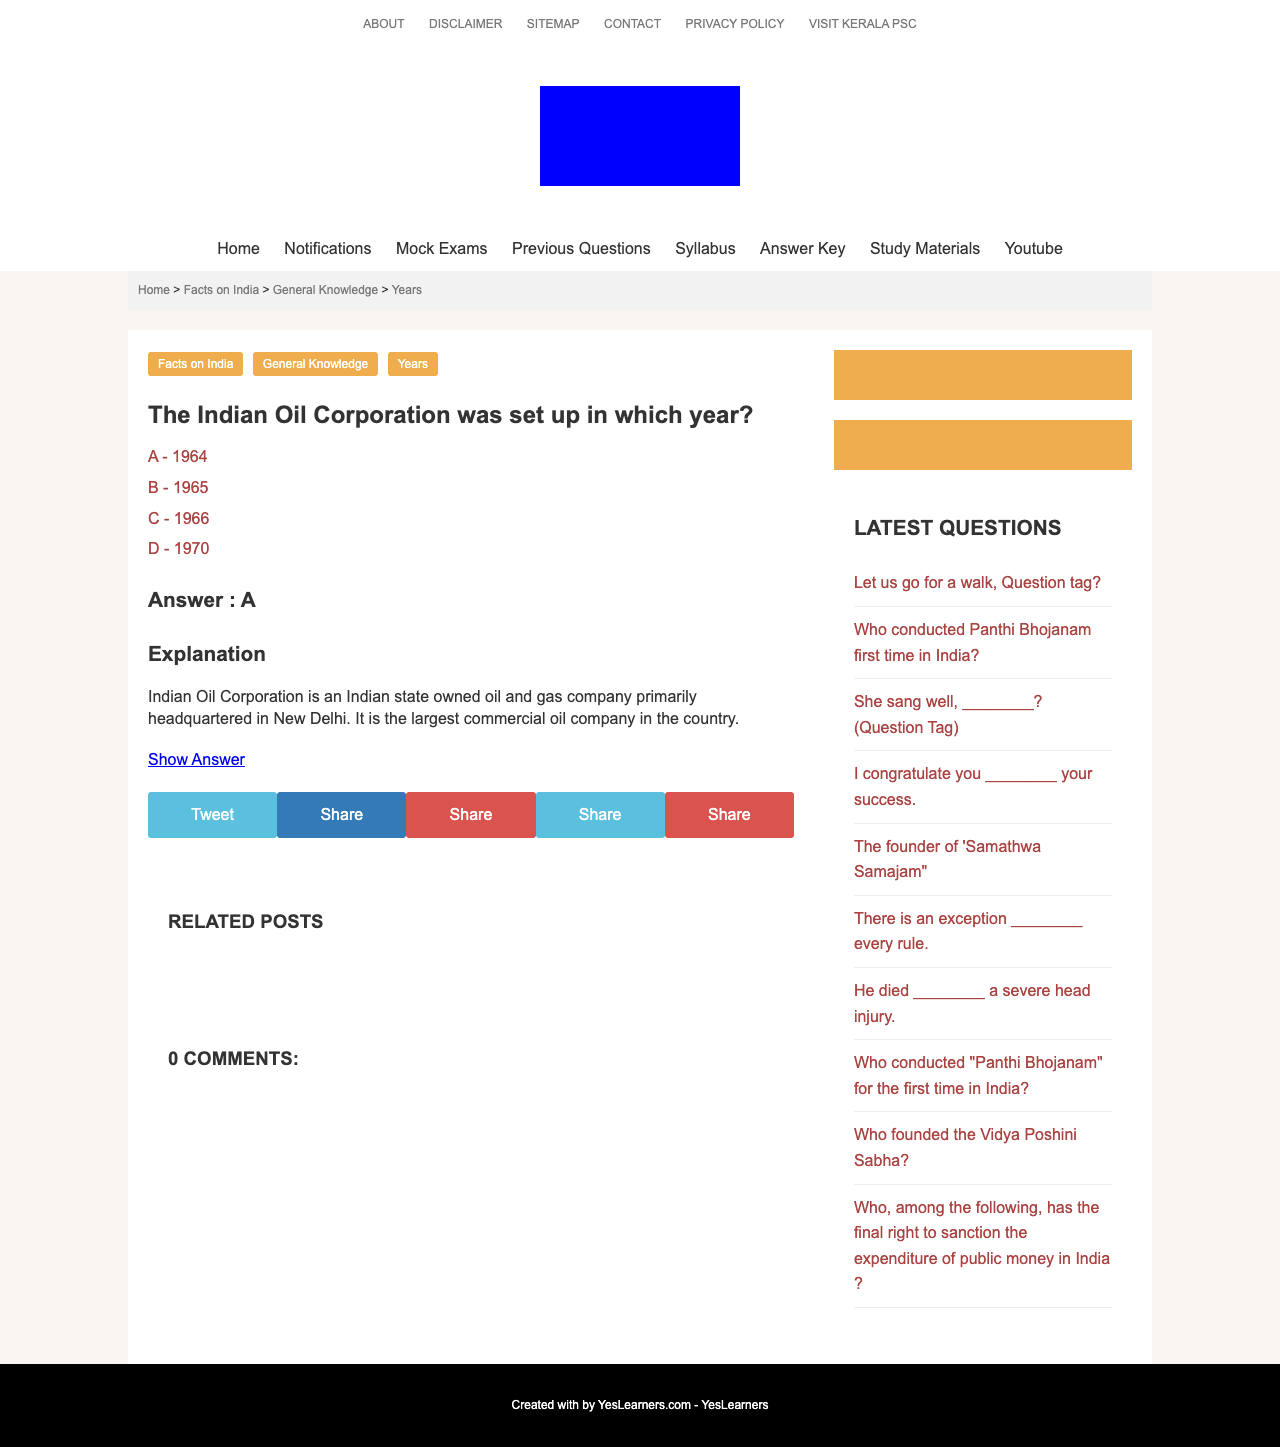 ABOUT DISCLAIMER SITEMAP CONTACT PRIVACY POLICY VISIT KERALA PSC
Home Notifications Mock Exams Previous Questions Syllabus Answer Key Study Materials Youtube
Home > Facts on India > General Knowledge > Years
Facts on India General Knowledge Years
The Indian Oil Corporation was set up in which year?
A - 1964
B - 1965
C - 1966
D - 1970
Answer : A
Explanation
Indian Oil Corporation is an Indian state owned oil and gas company primarily
headquartered in New Delhi. It is the largest commercial oil company in the country.
Show Answer
Tweet Share Share Share Share
RELATED POSTS
0 COMMENTS:
LATEST QUESTIONS
Let us go for a walk, Question tag?
Who conducted Panthi Bhojanam
first time in India?
She sang well, ________?
(Question Tag)
I congratulate you ________ your
success.
The founder of 'Samathwa
Samajam"
There is an exception ________
every rule.
He died ________ a severe head
injury.
Who conducted "Panthi Bhojanam"
for the first time in India?
Who founded the Vidya Poshini
Sabha?
Who, among the following, has the
final right to sanction the
expenditure of public money in India
?
Created with by YesLearners.com - YesLearners